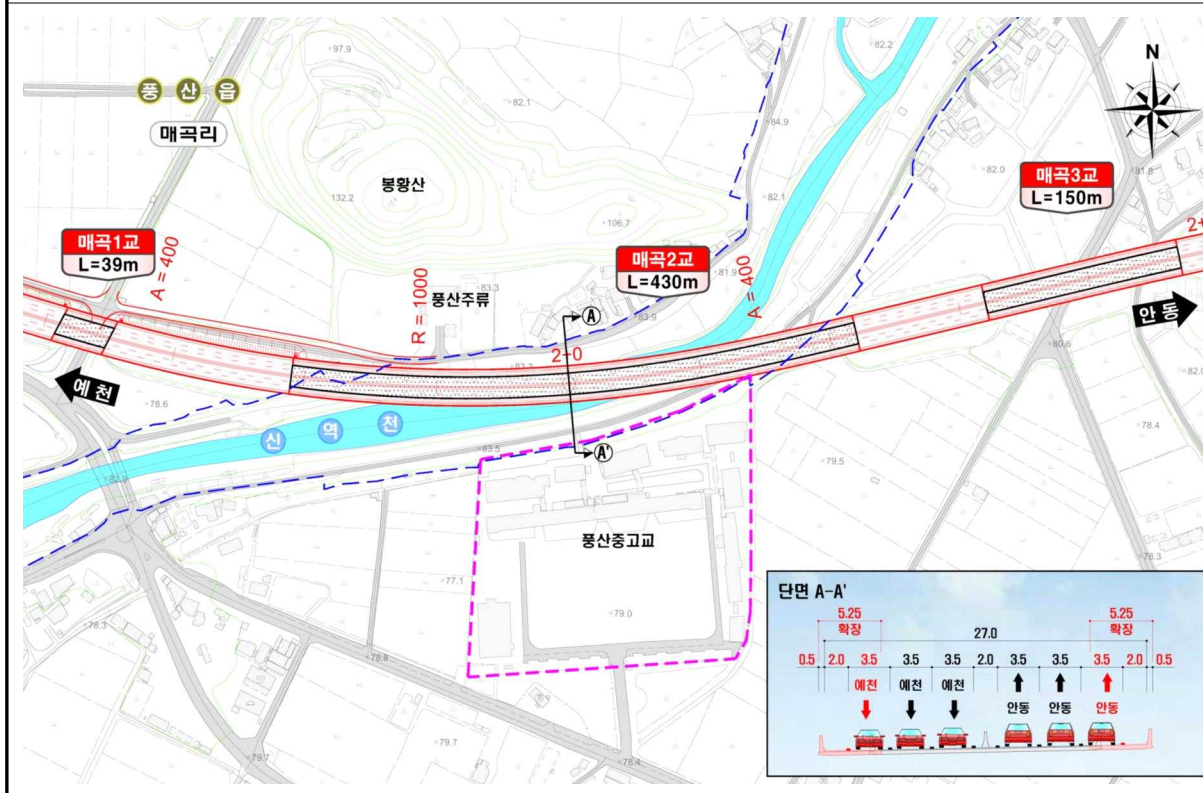 97.9
82.2
N
풍 산 읍
82.1
84.9
매곡리
봉황산
132.2
106.7
82.1
82.0
81.8
매곡3교
L=150m
매곡1교
L=39m
A = 400
매곡2교
L=430m
81.9
A = 400
R = 1000
83.3
풍산주류
83.9
A
2-0
83.3
안동
80.6
82.0
예천
78.6
신 역 천
83.5
A'
78.4
79.5
82.0
풍산중고교
77.1
79.0
78.3
78.3
78.8
79.7
79.7
78.4
단면 A-A'
5.25
확장
27.0
5.25
확장
0.5 2.0 3.5 3.5 3.5 2.0 3.5 3.5 3.5 2.0 0.5
예천 예천 예천 안동 안동 안동